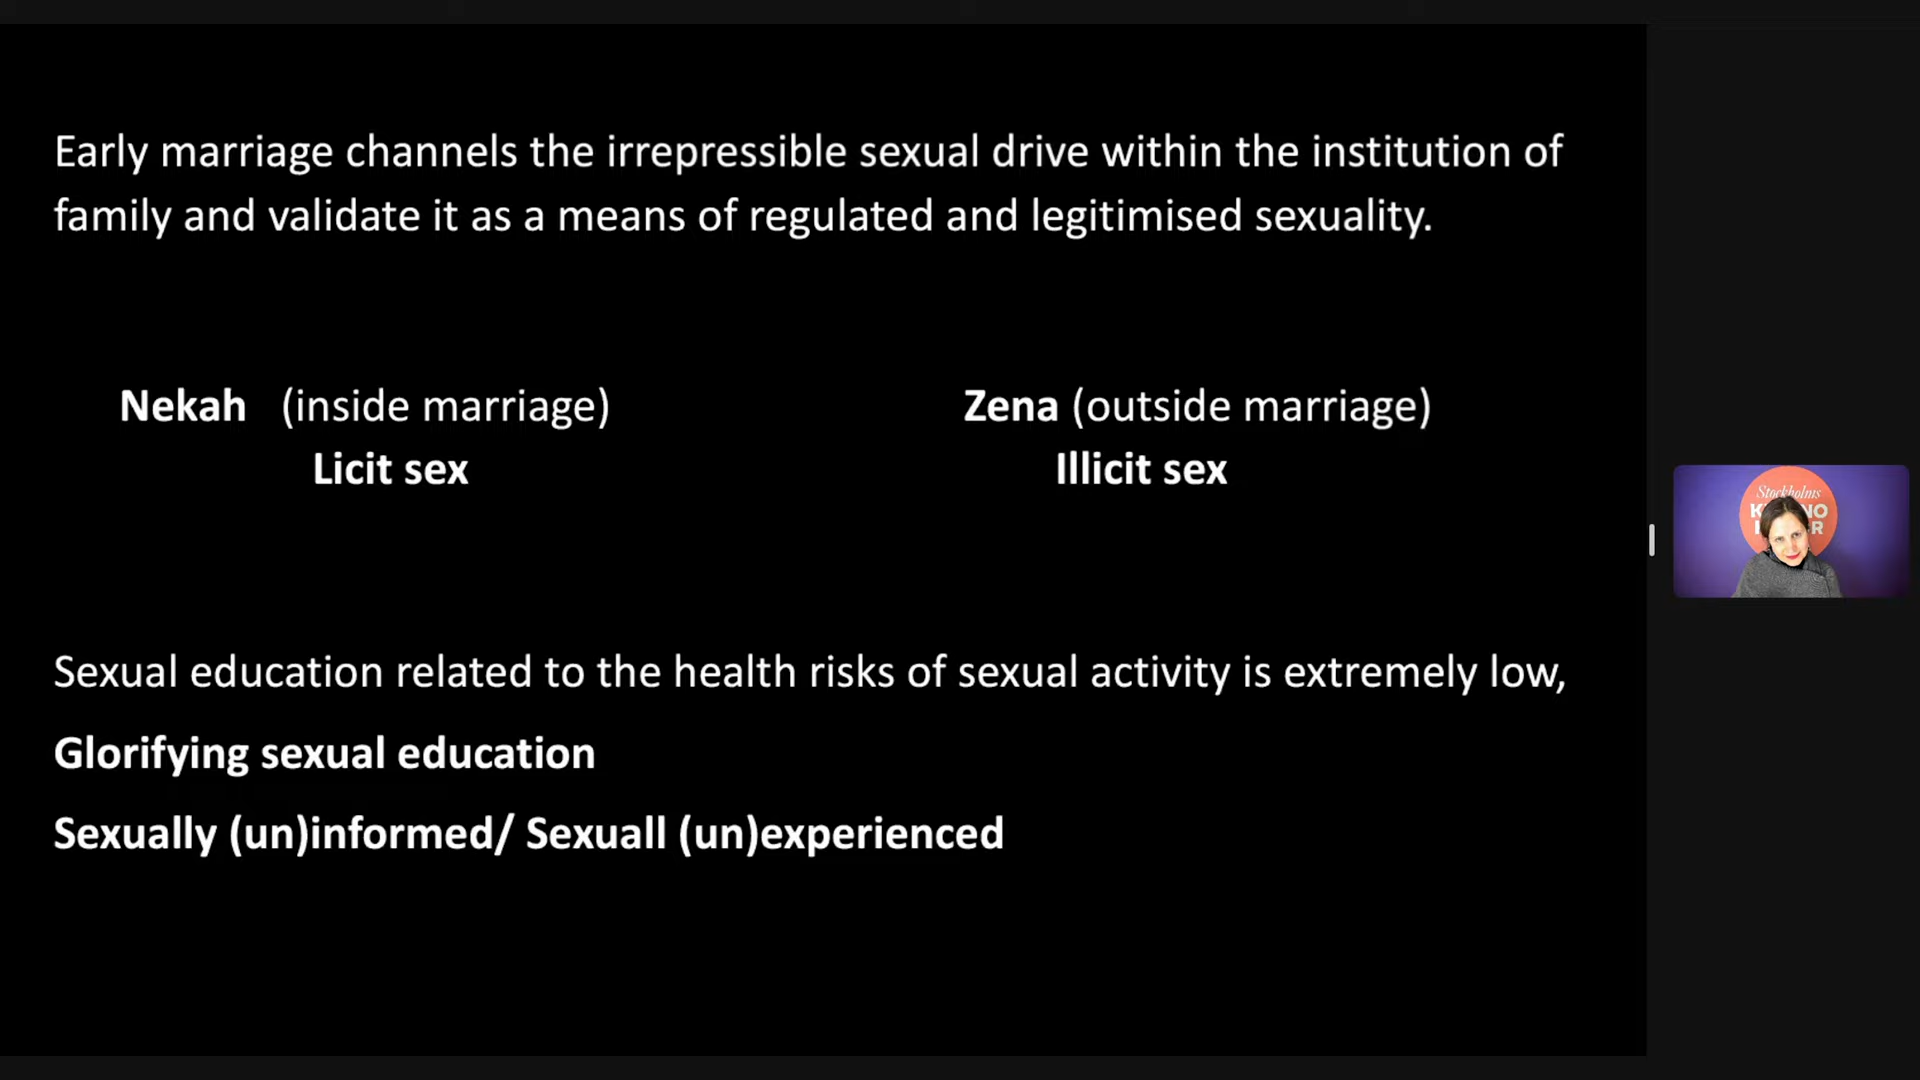 Early marriage channels the irrepressible sexual drive within the institution of
family and validate it as a means of regulated and legitimised sexuality.
Nekah (inside marriage)
Licit sex
Zena (outside marriage)
Illicit sex
Sexual education related to the health risks of sexual activity is extremely low,
Glorifying sexual education
Sexually (un)informed/ Sexuall (un)experienced
Stockholms